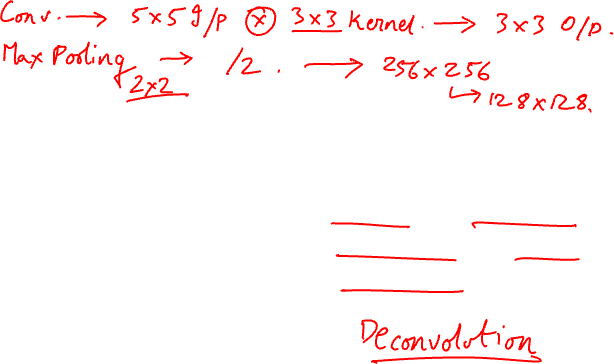 Conv. → 5×5 I/P ⊗ 3×3 Kernel. → 3×3 O/P.
Max Pooling → /2. → 256×256
2×2 ↳ 128×128.
Deconvolution